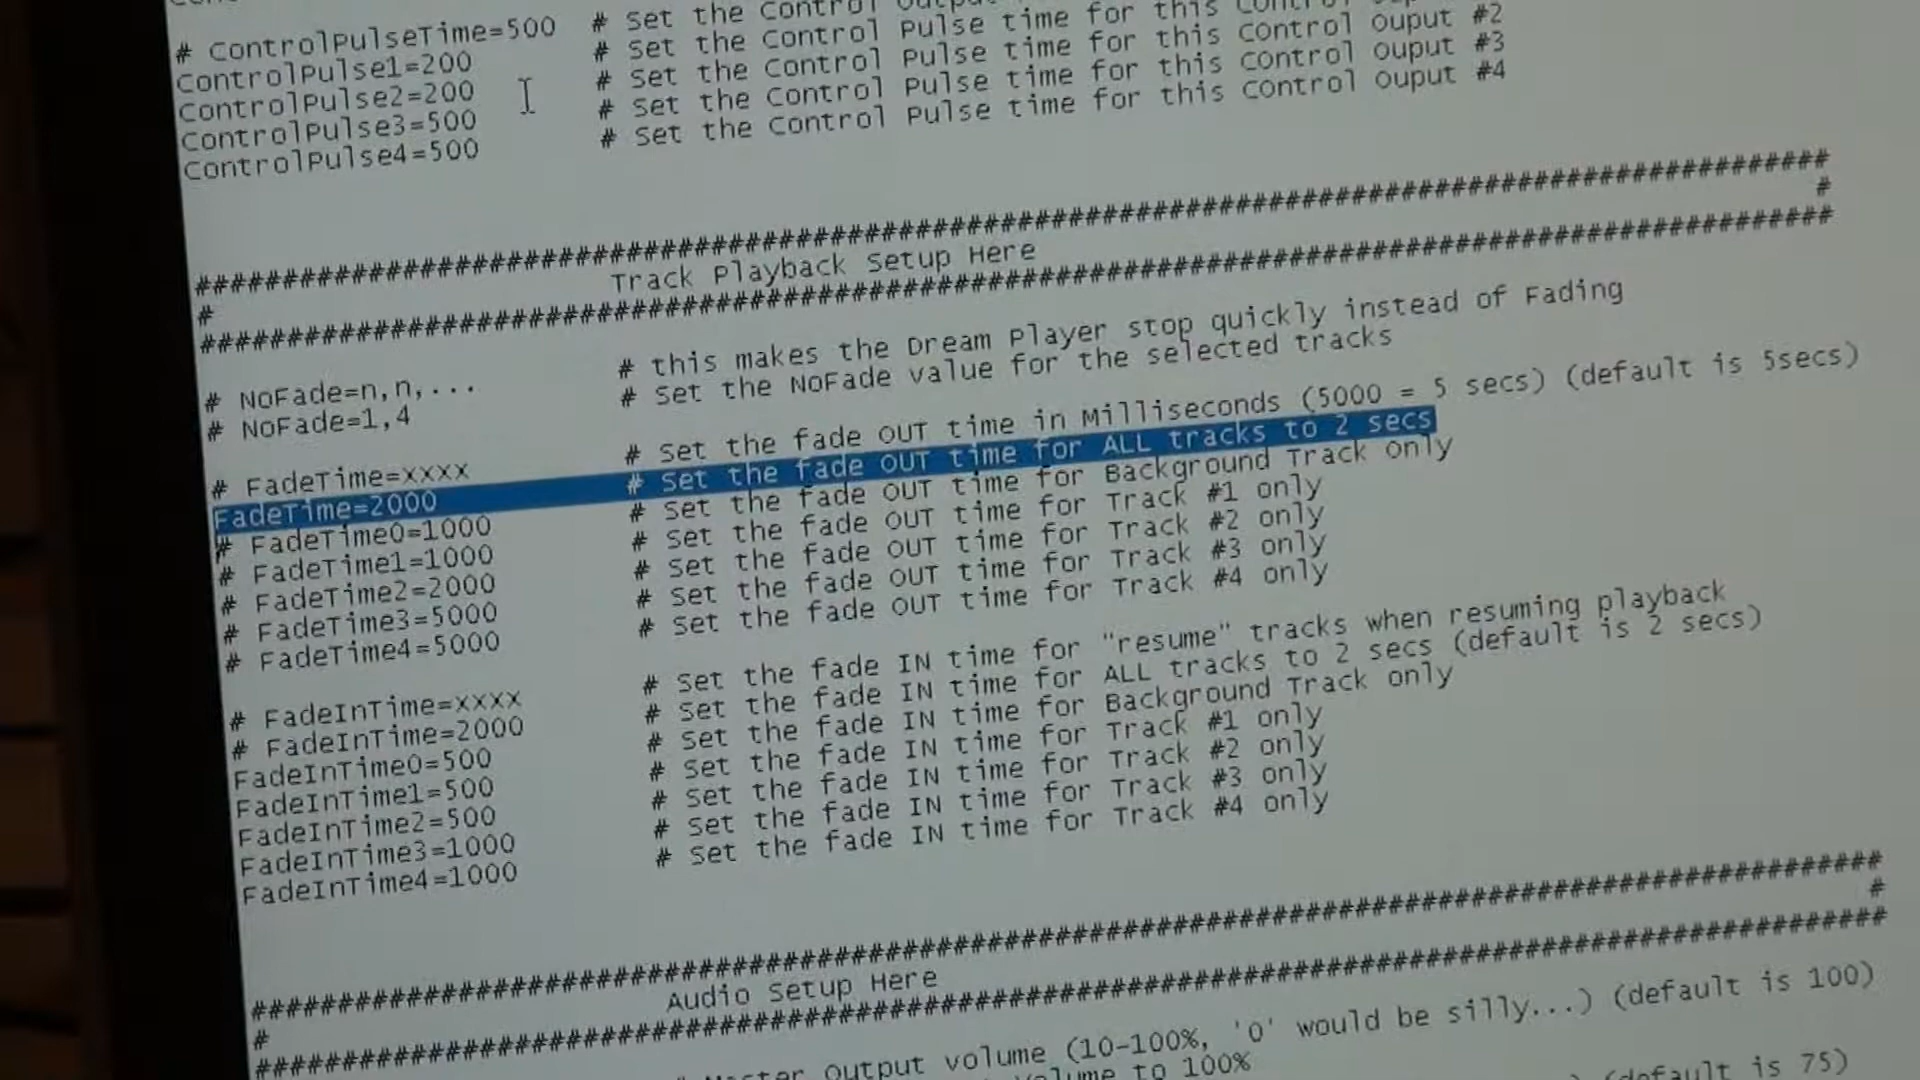 # ControlPulseTime=500 # Set the Control
ControlPulse1=200 # Set the Control Pulse time for this Control
ControlPulse2=200 # Set the Control Pulse time for this Control Ouput #2
ControlPulse3=500 # Set the Control Pulse time for this Control Ouput #3
ControlPulse4=500 # Set the Control Pulse time for this Control Ouput #4
################################################################################################################
# Track Playback Setup Here #
################################################################################################################
# NoFade=n,n,... # this makes the Dream Player stop quickly instead of Fading
# NoFade=1,4 # Set the NoFade value for the selected tracks
# FadeTime=xxxx # Set the fade OUT time in Milliseconds (5000 = 5 secs) (default is 5secs)
FadeTime=2000 # Set the fade OUT time for ALL tracks to 2 secs
# FadeTime0=1000 # Set the fade OUT time for Background Track only
# FadeTime1=1000 # Set the fade OUT time for Track #1 only
# FadeTime2=2000 # Set the fade OUT time for Track #2 only
# FadeTime3=5000 # Set the fade OUT time for Track #3 only
# FadeTime4=5000 # Set the fade OUT time for Track #4 only
# FadeInTime=xxxx # Set the fade IN time for "resume" tracks when resuming playback
# FadeInTime=2000 # Set the fade IN time for ALL tracks to 2 secs (default is 2 secs)
FadeInTime0=500 # Set the fade IN time for Background Track only
FadeInTime1=500 # Set the fade IN time for Track #1 only
FadeInTime2=500 # Set the fade IN time for Track #2 only
FadeInTime3=1000 # Set the fade IN time for Track #3 only
FadeInTime4=1000 # Set the fade IN time for Track #4 only
################################################################################################################
# Audio Setup Here #
################################################################################################################
# Master Output volume (10-100%, '0' would be silly...) (default is 100)
volume to 100%
(default is 75)